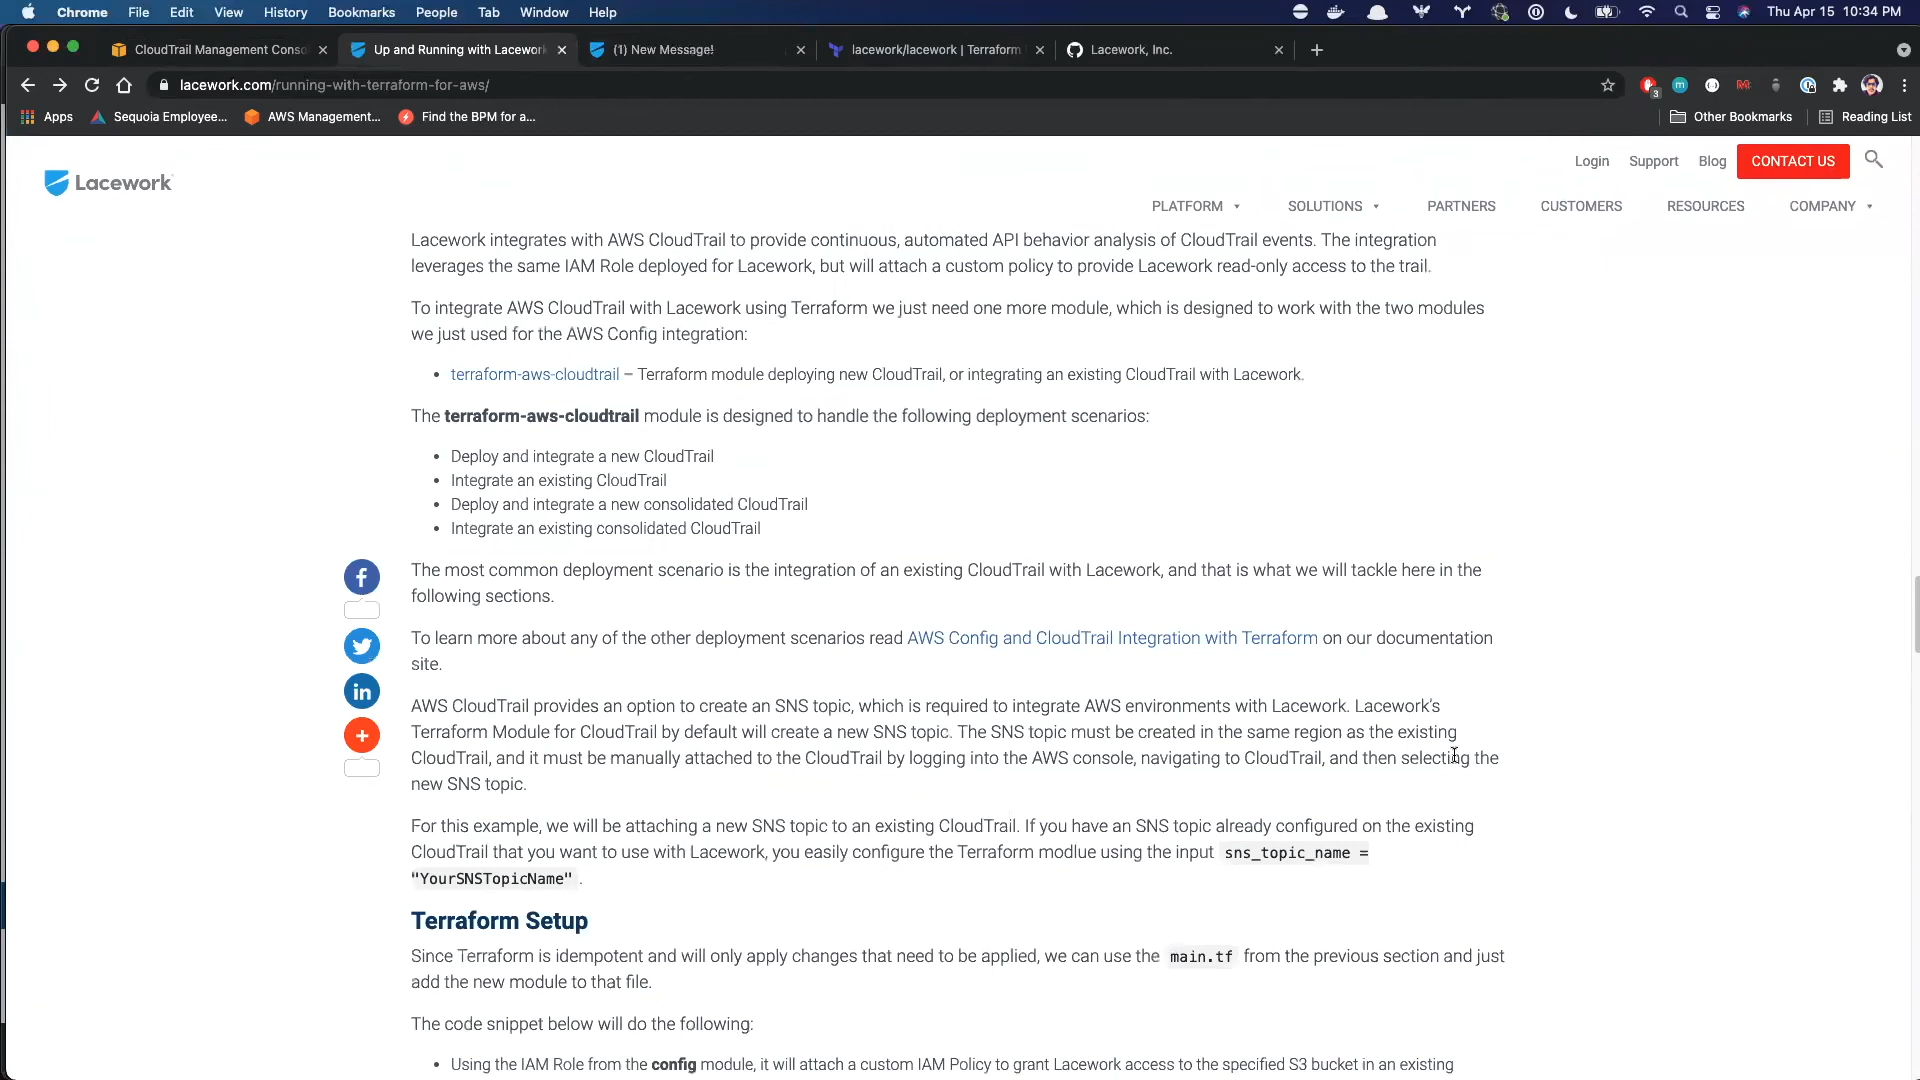 Chrome File Edit View History Bookmarks People Tab Window Help Thu Apr 15 10:34 PM
CloudTrail Management Conso
Up and Running with Lacework
(1) New Message!
lacework/lacework | Terraform
Lacework, Inc.
lacework.com/running-with-terraform-for-aws/
3
Apps Sequoia Employee... AWS Management... Find the BPM for a... Other Bookmarks Reading List
Login Support Blog CONTACT US
Lacework
PLATFORM SOLUTIONS PARTNERS CUSTOMERS RESOURCES COMPANY
Lacework integrates with AWS CloudTrail to provide continuous, automated API behavior analysis of CloudTrail events. The integration
leverages the same IAM Role deployed for Lacework, but will attach a custom policy to provide Lacework read-only access to the trail.
To integrate AWS CloudTrail with Lacework using Terraform we just need one more module, which is designed to work with the two modules
we just used for the AWS Config integration:
• terraform-aws-cloudtrail – Terraform module deploying new CloudTrail, or integrating an existing CloudTrail with Lacework.
The terraform-aws-cloudtrail module is designed to handle the following deployment scenarios:
• Deploy and integrate a new CloudTrail
• Integrate an existing CloudTrail
• Deploy and integrate a new consolidated CloudTrail
• Integrate an existing consolidated CloudTrail
The most common deployment scenario is the integration of an existing CloudTrail with Lacework, and that is what we will tackle here in the
following sections.
To learn more about any of the other deployment scenarios read AWS Config and CloudTrail Integration with Terraform on our documentation
site.
AWS CloudTrail provides an option to create an SNS topic, which is required to integrate AWS environments with Lacework. Lacework's
Terraform Module for CloudTrail by default will create a new SNS topic. The SNS topic must be created in the same region as the existing
CloudTrail, and it must be manually attached to the CloudTrail by logging into the AWS console, navigating to CloudTrail, and then selecting the
new SNS topic.
For this example, we will be attaching a new SNS topic to an existing CloudTrail. If you have an SNS topic already configured on the existing
CloudTrail that you want to use with Lacework, you easily configure the Terraform modlue using the input sns_topic_name =
"YourSNSTopicName" .
Terraform Setup
Since Terraform is idempotent and will only apply changes that need to be applied, we can use the main.tf from the previous section and just
add the new module to that file.
The code snippet below will do the following:
• Using the IAM Role from the config module, it will attach a custom IAM Policy to grant Lacework access to the specified S3 bucket in an existing